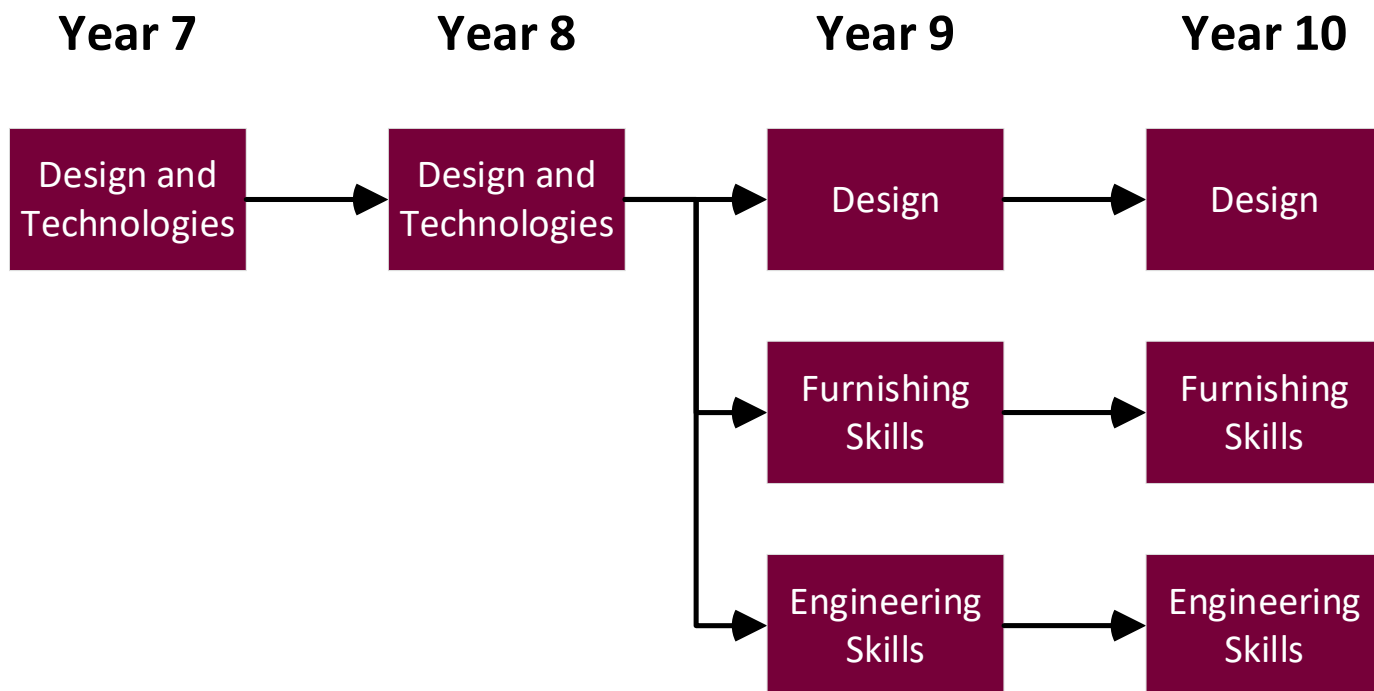 Year 7
Year 8
Year 9
Year 10
Design and
Technologies
Design and
Technologies
Design
Design
Furnishing
Skills
Furnishing
Skills
Engineering
Skills
Engineering
Skills